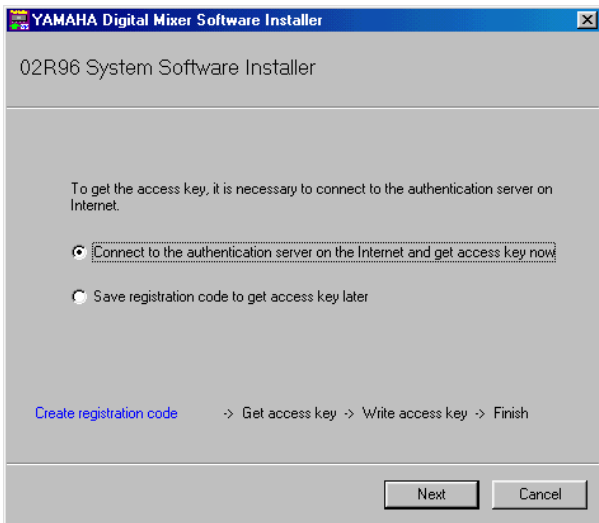 YAMAHA Digital Mixer Software Installer
02R96 System Software Installer
To get the access key, it is necessary to connect to the authentication server on
Internet.
Connect to the authentication server on the Internet and get access key now
Save registration code to get access key later
Create registration code -> Get access key -> Write access key -> Finish
Next Cancel